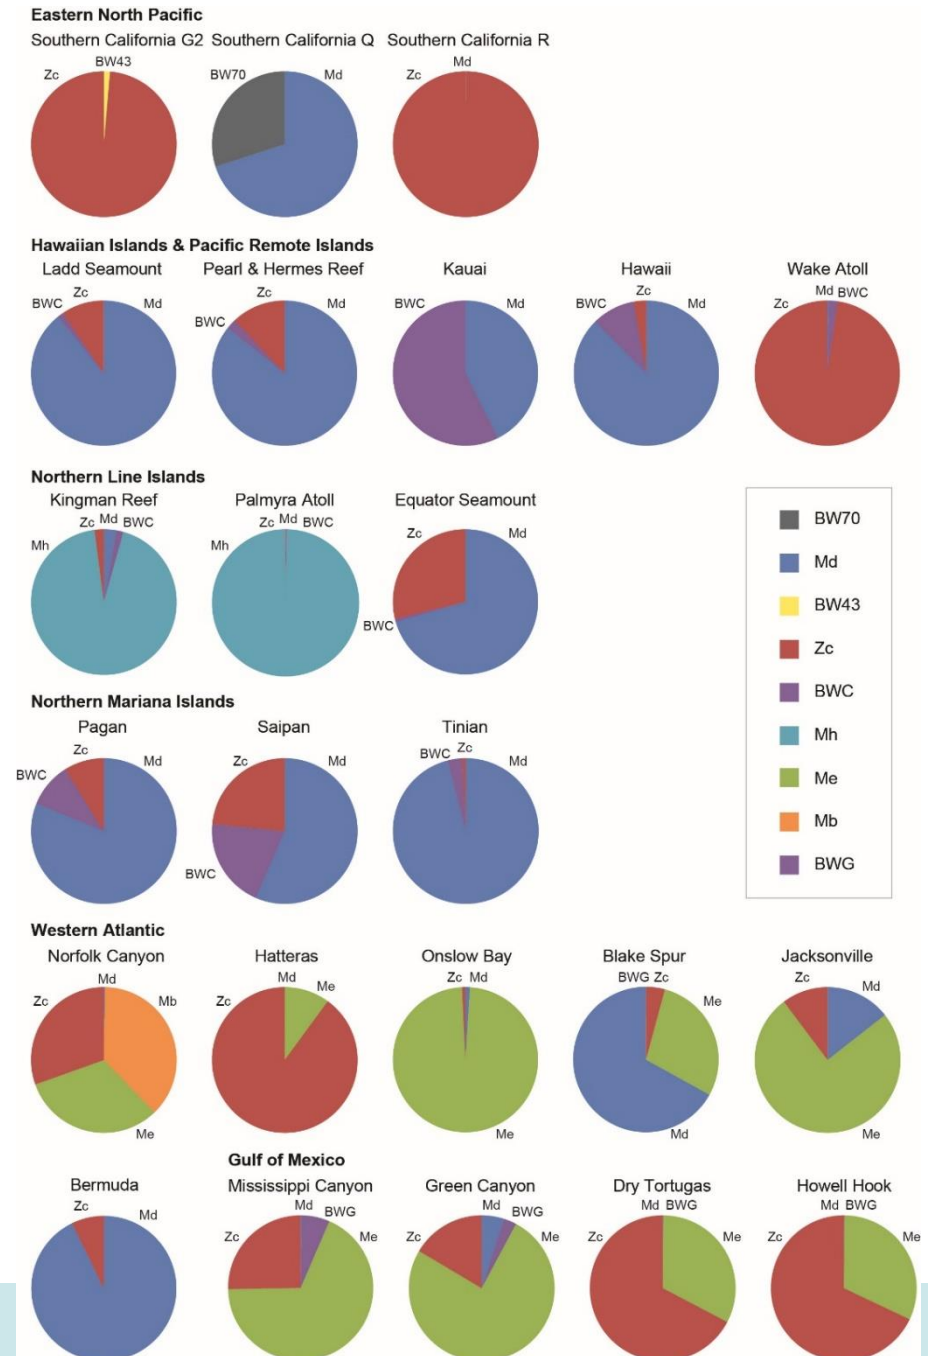 Eastern North Pacific
Southern California G2 Southern California Q Southern California R
Zc BW43 BW70 Md Zc Md
Hawaiian Islands & Pacific Remote Islands
Ladd Seamount Pearl & Hermes Reef Kauai Hawaii Wake Atoll
BWC Zc Md BWC Zc Md BWC Md BWC Zc Md Zc Md BWC
Northern Line Islands
Kingman Reef Palmyra Atoll Equator Seamount
Mh Zc Md BWC Mh Zc Md BWC Zc Md BWC
BW70
Md
BW43
Zc
BWC
Mh
Me
Mb
BWG
Northern Mariana Islands
Pagan Saipan Tinian
BWC Zc Md Zc Md BWC BWC Zc Md
Western Atlantic
Norfolk Canyon Hatteras Onslow Bay Blake Spur Jacksonville
Zc Md Mb Me Zc Md Me Zc Md Me BWG Zc Me Md Zc Md Me
Gulf of Mexico
Bermuda Mississippi Canyon Green Canyon Dry Tortugas Howell Hook
Zc Md Zc Md BWG Me Zc Md BWG Me Zc Md BWG Me Zc Md BWG Me